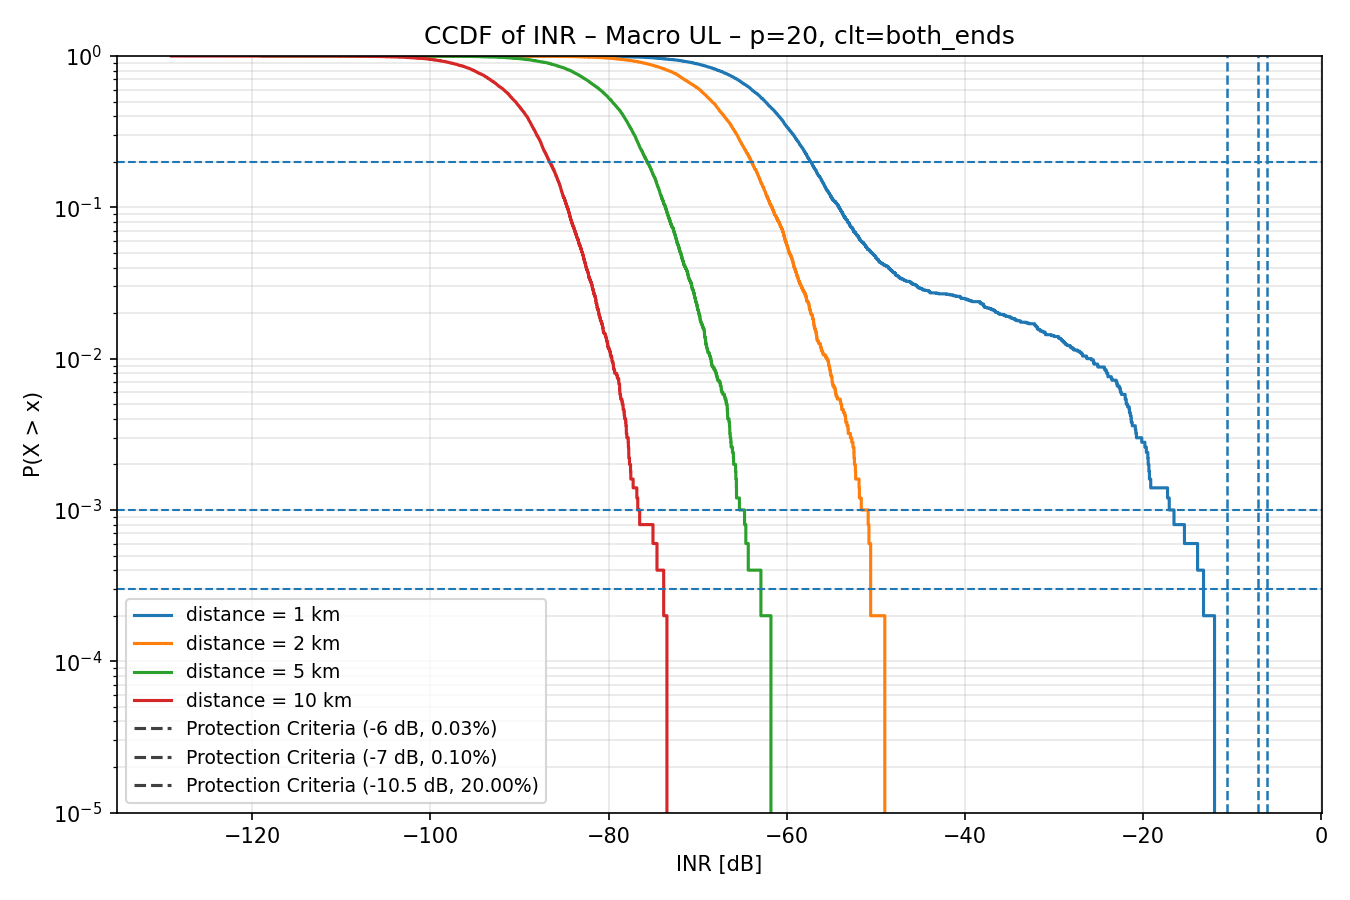 CCDF of INR – Macro UL – p=20, clt=both_ends
P(X > x)
10^0
10^-1
10^-2
10^-3
10^-4
10^-5
distance = 1 km
distance = 2 km
distance = 5 km
distance = 10 km
Protection Criteria (-6 dB, 0.03%)
Protection Criteria (-7 dB, 0.10%)
Protection Criteria (-10.5 dB, 20.00%)
−120 −100 −80 −60 −40 −20 0
INR [dB]